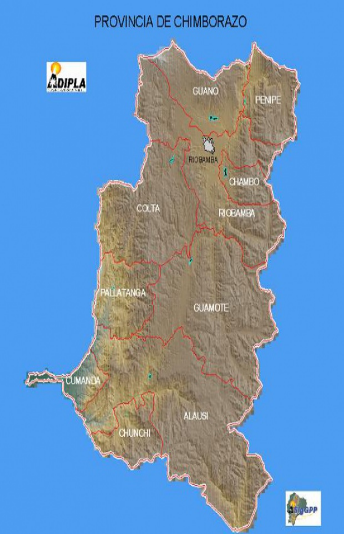 PROVINCIA DE CHIMBORAZO
ADIPLA
GUANO
PENIPE
RIOBAMBA
CHAMBO
COLTA
RIOBAMBA
PALLATANGA
GUAMOTE
CUMANDA
ALAUSI
CHUNCHI